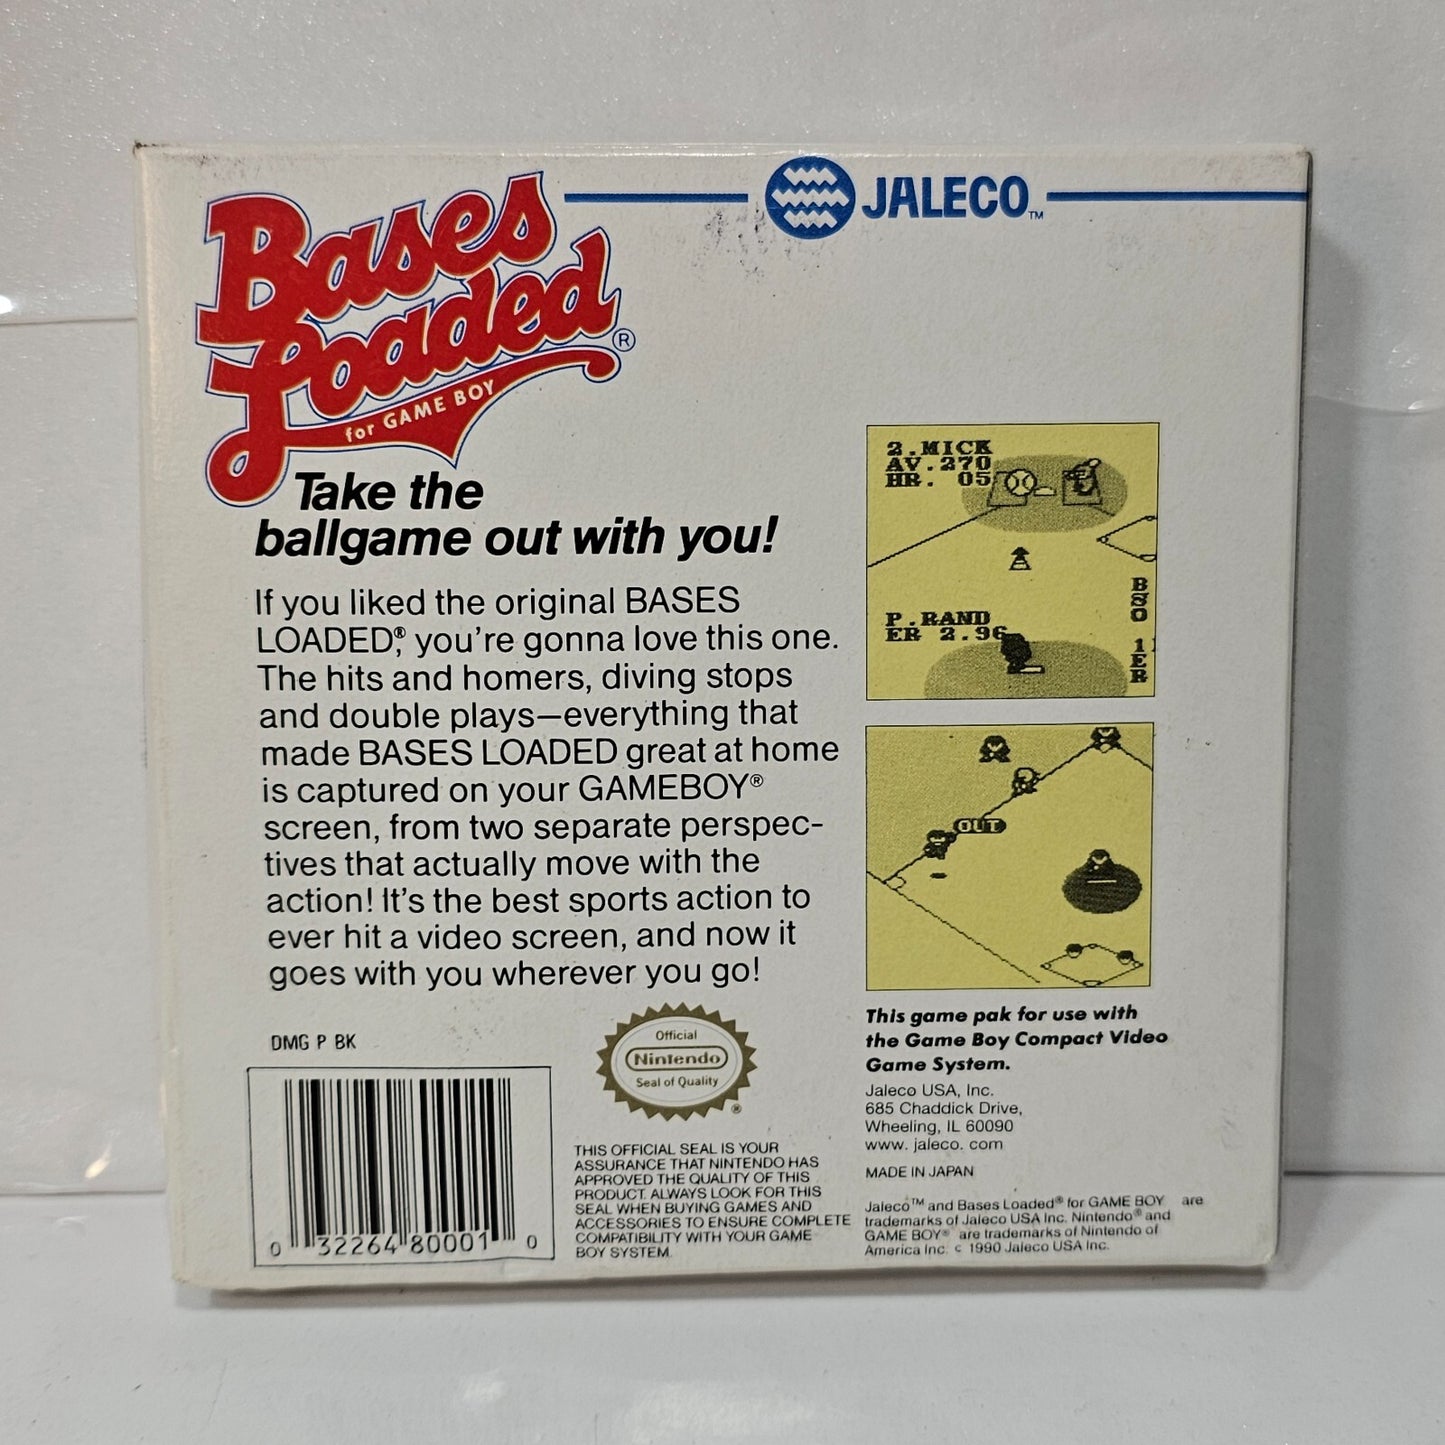 JALECO™
Bases
Loaded®
for GAME BOY
Take the
ballgame out with you!
If you liked the original BASES
LOADED®, you're gonna love this one.
The hits and homers, diving stops
and double plays—everything that
made BASES LOADED great at home
is captured on your GAMEBOY®
screen, from two separate perspec-
tives that actually move with the
action! It's the best sports action to
ever hit a video screen, and now it
goes with you wherever you go!
2.MICK
AV.270
HR. 05
P.RAND
ER 2.96
B
S
O
1
E
R
OUT
DMG P BK
0 32264 80001 0
Official
Nintendo
Seal of Quality
®
THIS OFFICIAL SEAL IS YOUR
ASSURANCE THAT NINTENDO HAS
APPROVED THE QUALITY OF THIS
PRODUCT. ALWAYS LOOK FOR THIS
SEAL WHEN BUYING GAMES AND
ACCESSORIES TO ENSURE COMPLETE
COMPATIBILITY WITH YOUR GAME
BOY SYSTEM.
This game pak for use with
the Game Boy Compact Video
Game System.
Jaleco USA, Inc.
685 Chaddick Drive,
Wheeling, IL 60090
www. jaleco. com
MADE IN JAPAN
Jaleco™ and Bases Loaded® for GAME BOY are
trademarks of Jaleco USA Inc. Nintendo® and
GAME BOY® are trademarks of Nintendo of
America Inc. c 1990 Jaleco USA Inc.